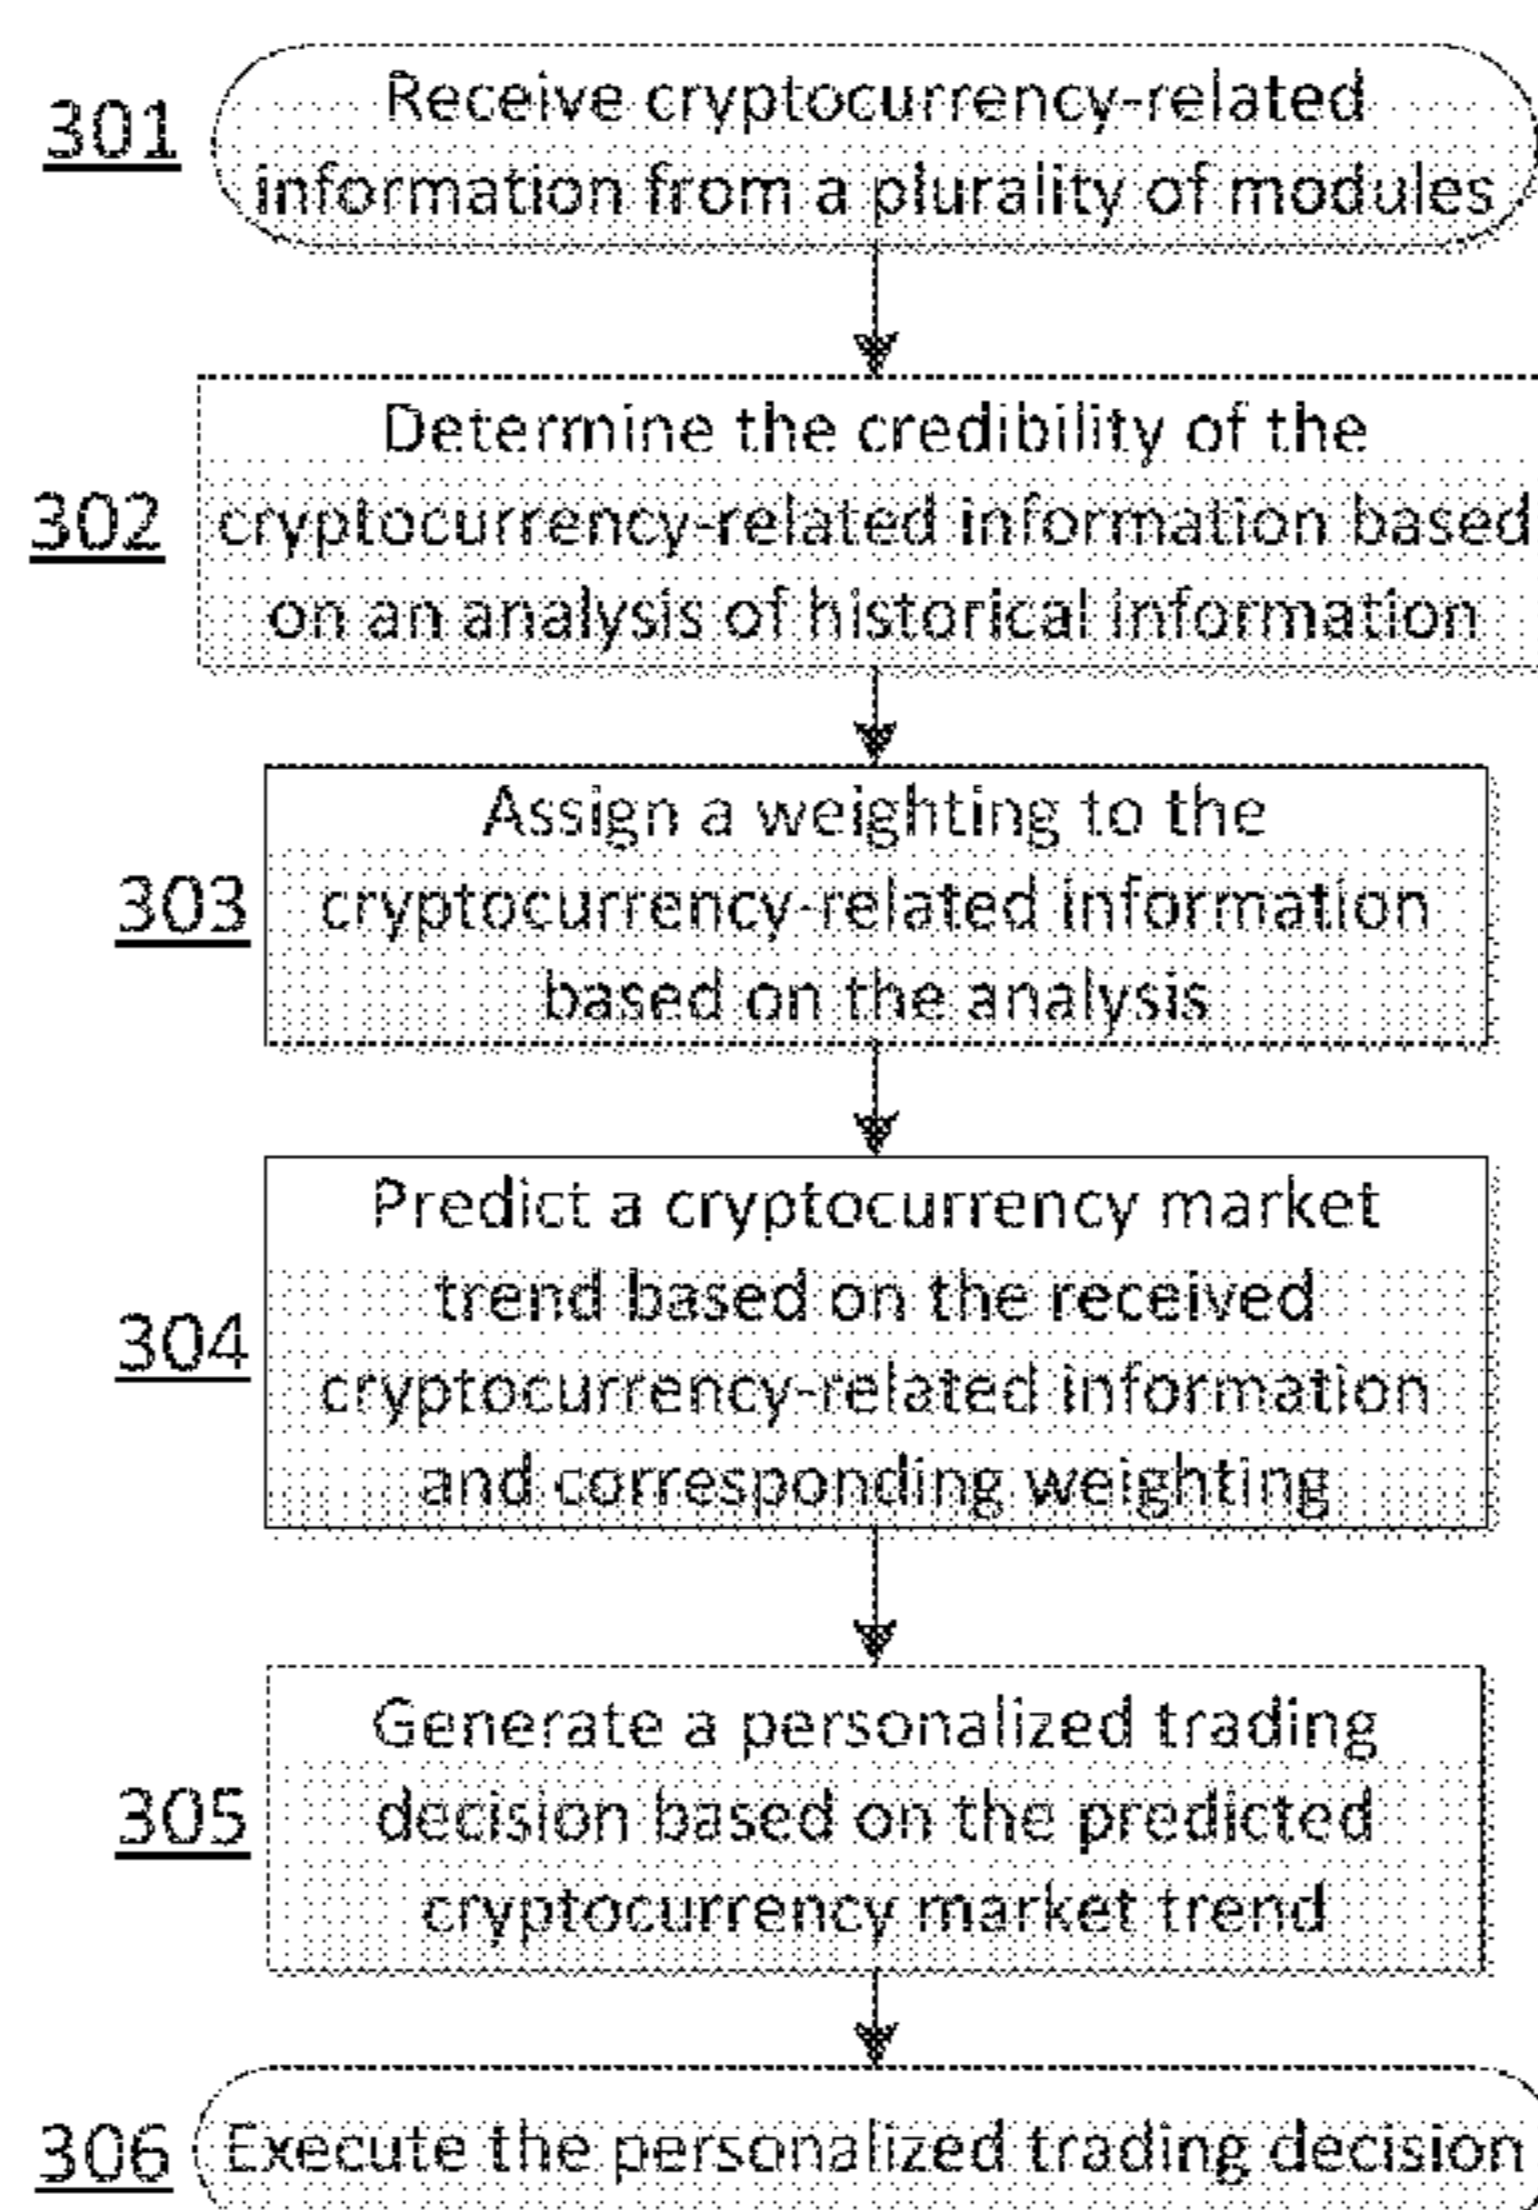 301
Receive cryptocurrency-related
information from a plurality of modules
302
Determine the credibility of the
cryptocurrency-related information based
on an analysis of historical information
303
Assign a weighting to the
cryptocurrency-related information
based on the analysis
304
Predict a cryptocurrency market
trend based on the received
cryptocurrency-related information
and corresponding weighting
305
Generate a personalized trading
decision based on the predicted
cryptocurrency market trend
306
Execute the personalized trading decision